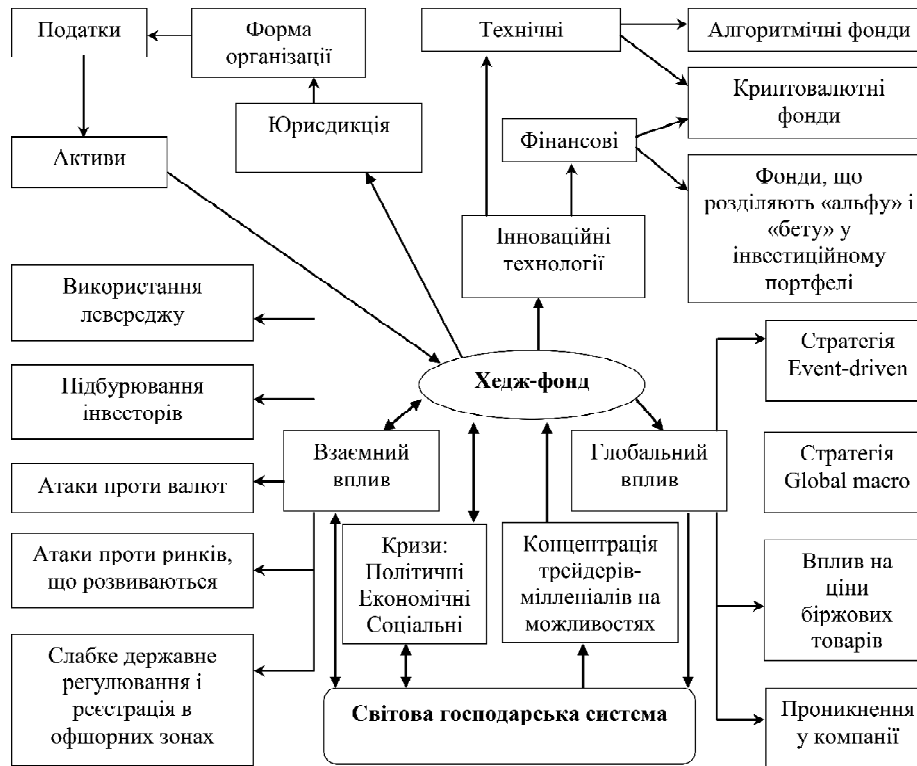 Податки
Форма
організації
Технічні
Алгоритмічні фонди
Криптовалютні
фонди
Юрисдикція
Фінансові
Активи
Фонди, що
розділяють «альфу» і
«бету» у
інвестиційному
портфелі
Інноваційні
технології
Використання
левереджу
Стратегія
Event-driven
Хедж-фонд
Підбурювання
інвесторів
Взаємний
вплив
Глобальний
вплив
Стратегія
Global macro
Атаки проти валют
Кризи:
Політичні
Економічні
Соціальні
Концентрація
трейдерів-
мілленіалів на
можливостях
Атаки проти ринків,
що розвиваються
Вплив на
ціни
біржових
товарів
Слабке державне
регулювання і
реєстрація в
офшорних зонах
Світова господарська система
Проникнення
у компанії